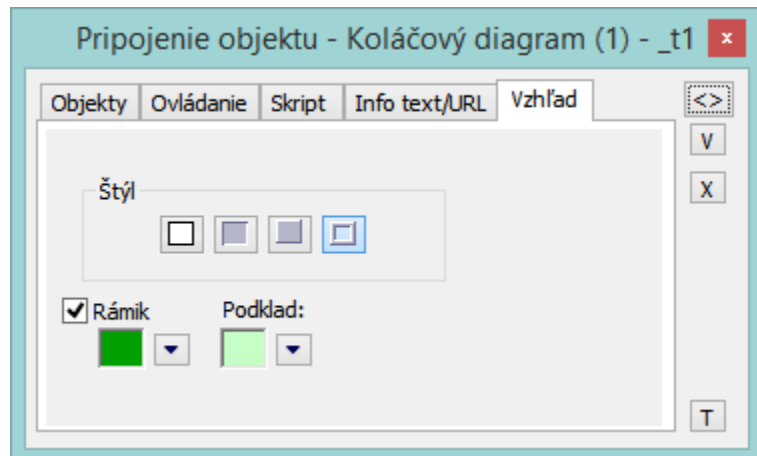 Pripojenie objektu - Koláčový diagram (1) - _t1 x
Objekty Ovládanie Skript Info text/URL Vzhľad <>
V
X
Štýl
Rámik Podklad:
T